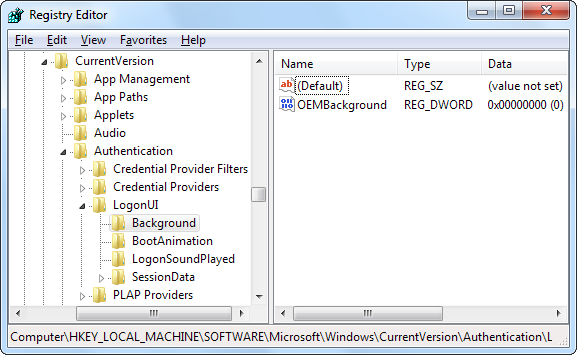 Registry Editor
File Edit View Favorites Help
CurrentVersion
App Management
App Paths
Applets
Audio
Authentication
Credential Provider Filters
Credential Providers
LogonUI
Background
BootAnimation
LogonSoundPlayed
SessionData
PLAP Providers
Name Type Data
ab (Default) REG_SZ (value not set)
OEMBackground REG_DWORD 0x00000000 (0)
Computer\HKEY_LOCAL_MACHINE\SOFTWARE\Microsoft\Windows\CurrentVersion\Authentication\L